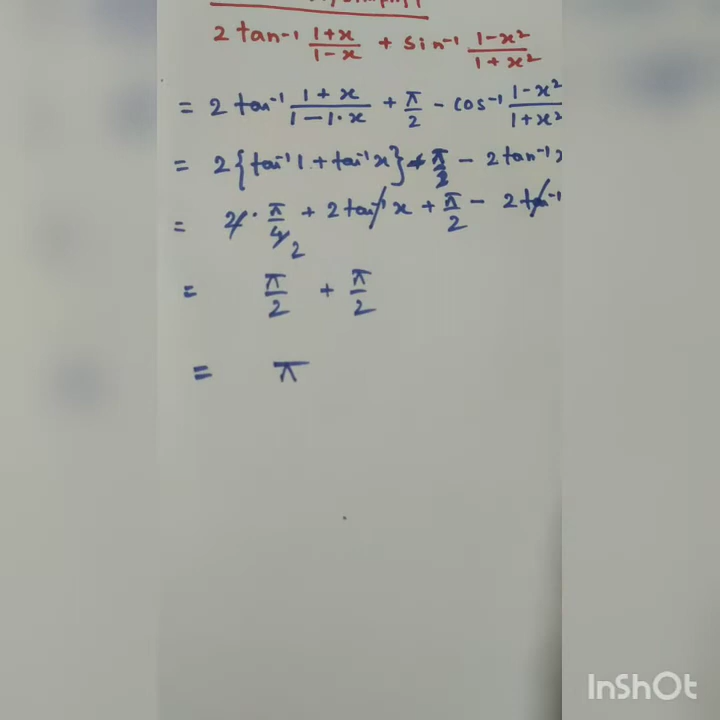 2 tan⁻¹ (1+x)/(1-x) + sin⁻¹ (1-x²)/(1+x²)
= 2 tan⁻¹ (1+x)/(1-1·x) + π/2 - cos⁻¹ (1-x²)/(1+x²)
= 2{tan⁻¹1 + tan⁻¹x} + π/2 - 2 tan⁻¹x
= 2 · π/4 2 + 2 tan⁻¹x + π/2 - 2 tan⁻¹
= π/2 + π/2
= π
InShOt